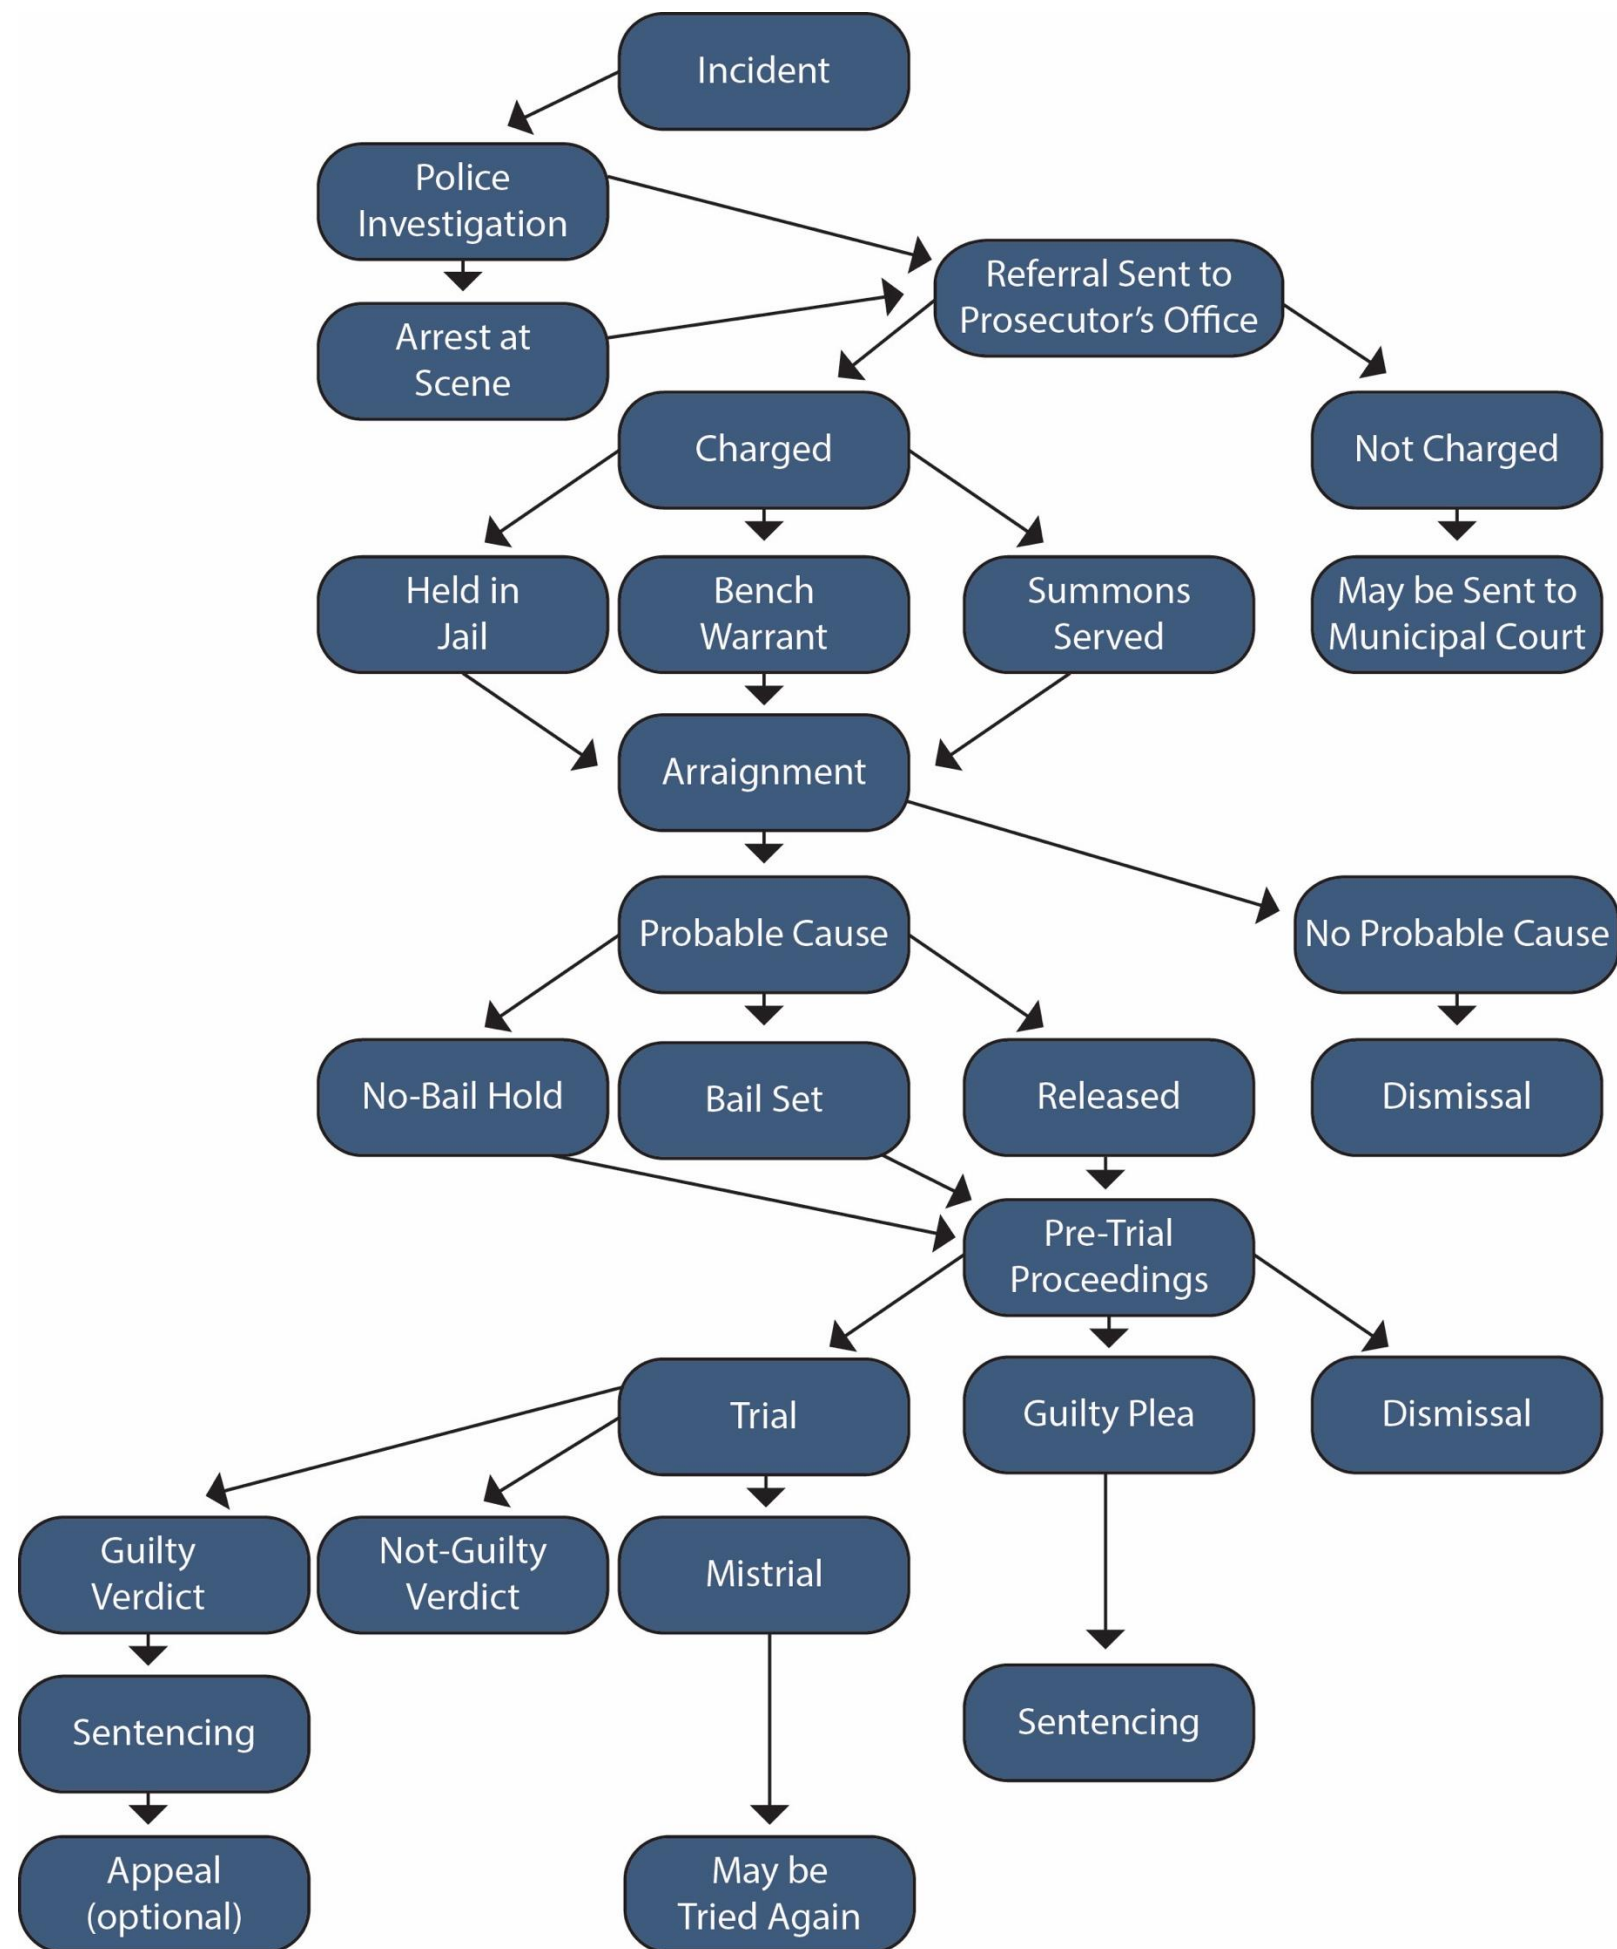 Incident
Police
Investigation
Referral Sent to
Prosecutor's Office
Arrest at
Scene
Charged
Not Charged
Held in
Jail
Bench
Warrant
Summons
Served
May be Sent to
Municipal Court
Arraignment
Probable Cause
No Probable Cause
No-Bail Hold
Bail Set
Released
Dismissal
Pre-Trial
Proceedings
Trial
Guilty Plea
Dismissal
Guilty
Verdict
Not-Guilty
Verdict
Mistrial
Sentencing
Sentencing
Appeal
(optional)
May be
Tried Again